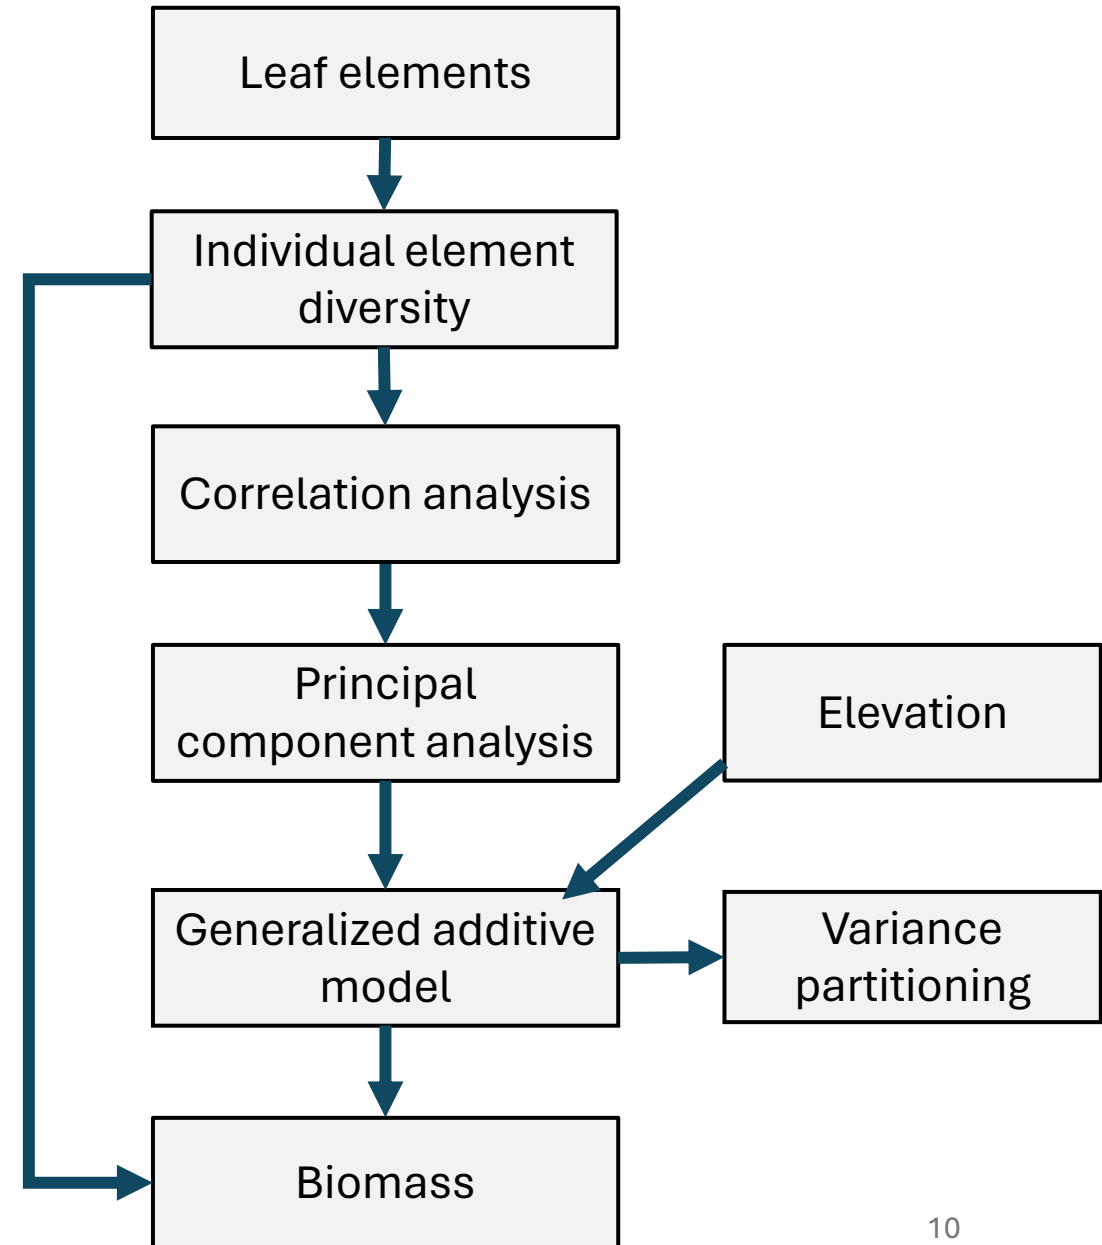 Leaf elements
Individual element
diversity
Correlation analysis
Principal
component analysis
Elevation
Generalized additive
model
Variance
partitioning
Biomass
10